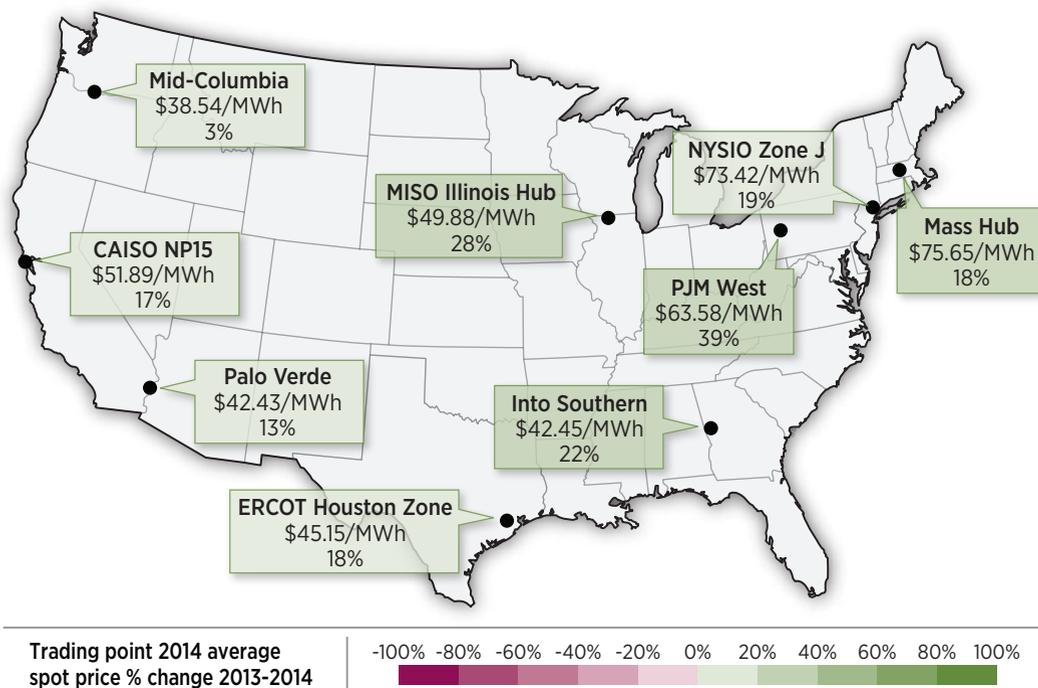 Mid-Columbia
$38.54/MWh
3%
NYSIO Zone J
$73.42/MWh
19%
MISO Illinois Hub
$49.88/MWh
28%
Mass Hub
$75.65/MWh
18%
CAISO NP15
$51.89/MWh
17%
PJM West
$63.58/MWh
39%
Palo Verde
$42.43/MWh
13%
Into Southern
$42.45/MWh
22%
ERCOT Houston Zone
$45.15/MWh
18%
Trading point 2014 average
spot price % change 2013-2014
-100% -80% -60% -40% -20% 0% 20% 40% 60% 80% 100%